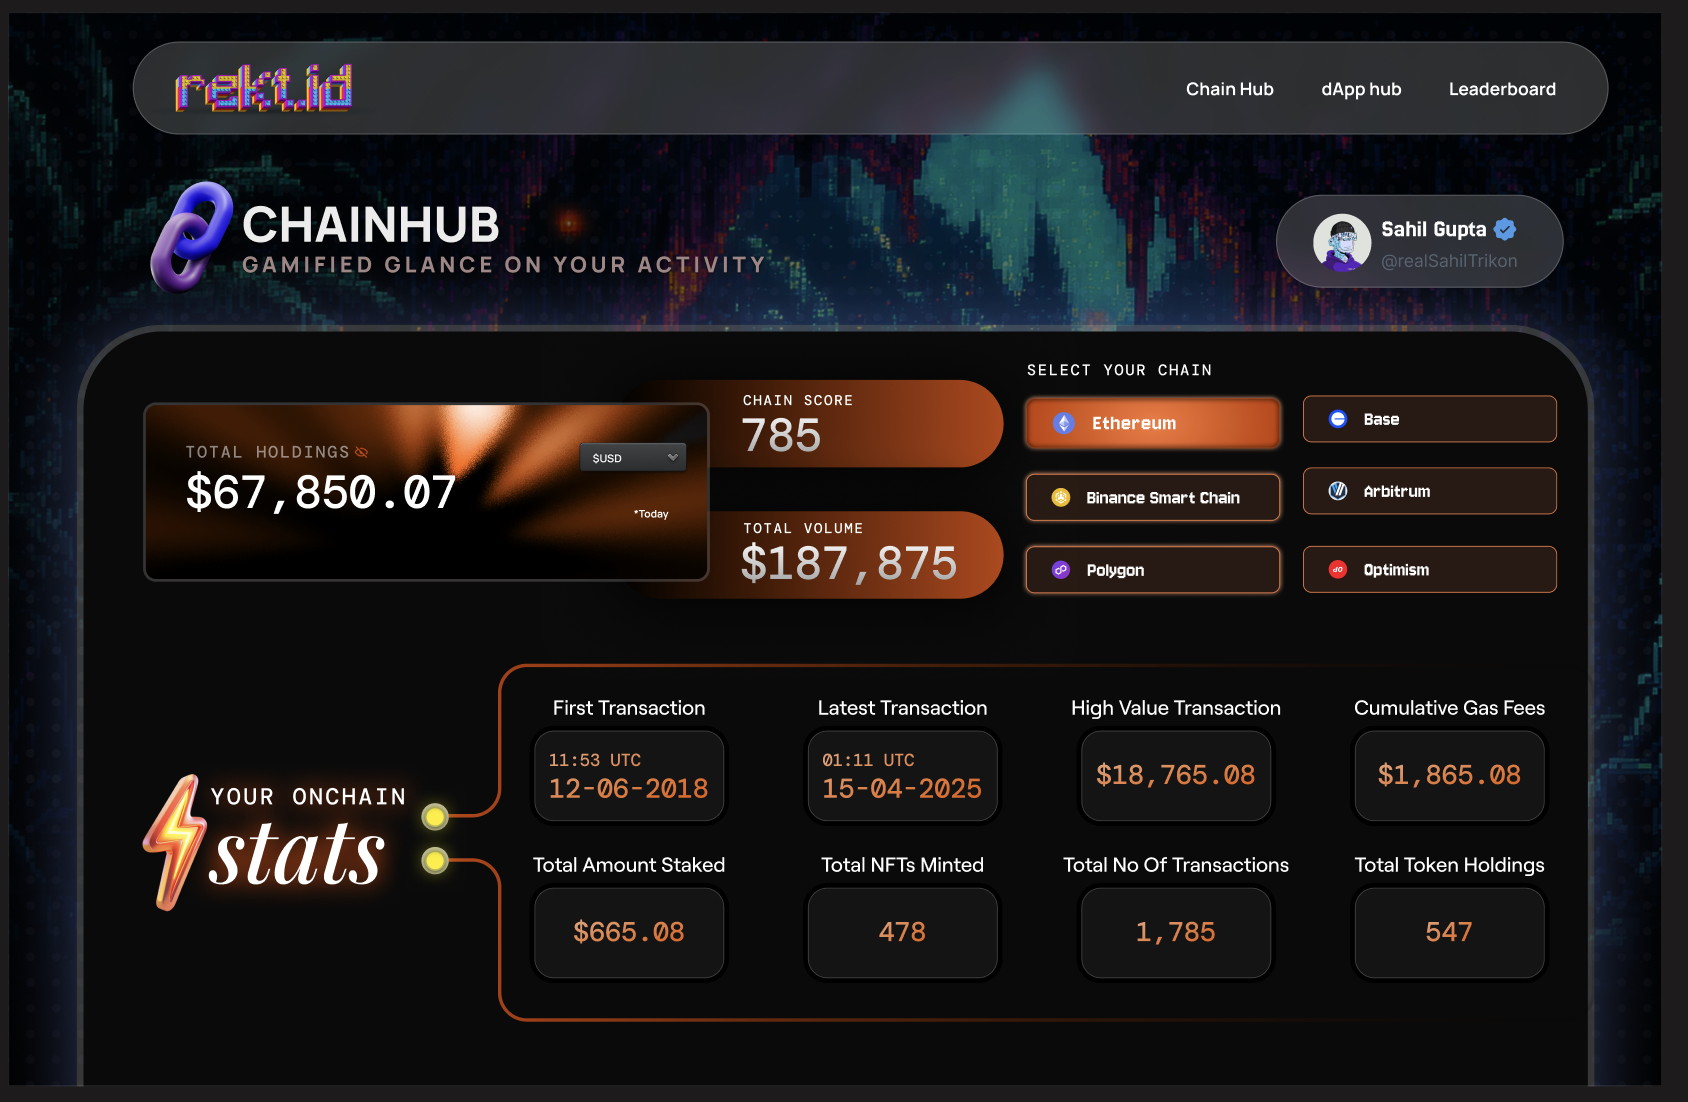 rekt.id
Chain Hub
dApp hub
Leaderboard
CHAINHUB
GAMIFIED GLANCE ON YOUR ACTIVITY
Sahil Gupta
@realSahilTrikon
TOTAL HOLDINGS
$67,850.07
$USD
*Today
CHAIN SCORE
785
TOTAL VOLUME
$187,875
SELECT YOUR CHAIN
Ethereum
Base
Binance Smart Chain
Arbitrum
Polygon
OP
Optimism
YOUR ONCHAIN
stats
First Transaction
11:53 UTC
12-06-2018
Latest Transaction
01:11 UTC
15-04-2025
High Value Transaction
$18,765.08
Cumulative Gas Fees
$1,865.08
Total Amount Staked
$665.08
Total NFTs Minted
478
Total No Of Transactions
1,785
Total Token Holdings
547